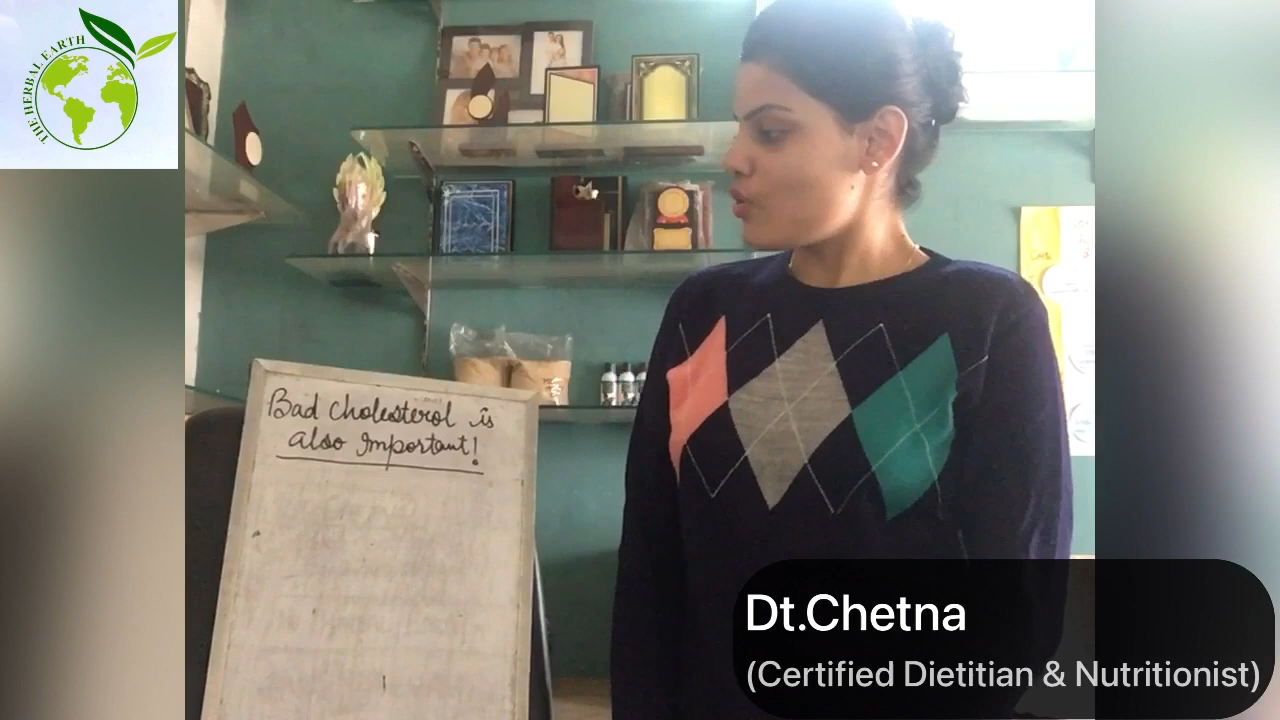 THE HERBAL EARTH
Bad Cholesterol is
also Important!
Dt.Chetna
(Certified Dietitian & Nutritionist)